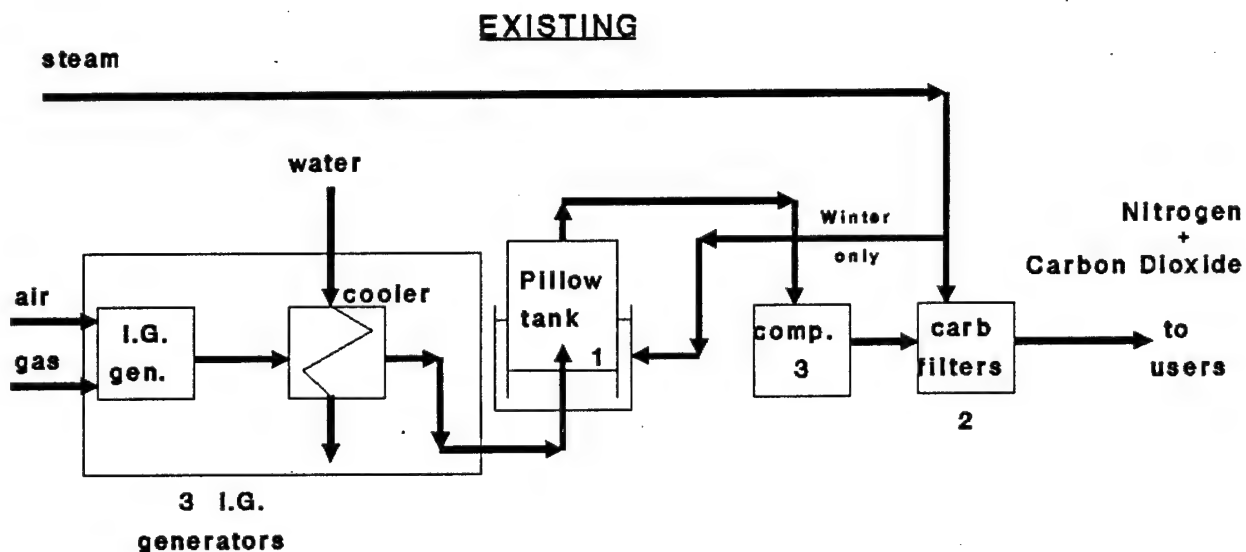 EXISTING
steam
water
Winter
only
Nitrogen
+
Carbon Dioxide
air
gas
I.G.
gen.
cooler
Pillow
tank
1
comp.
3
carb
filters
2
to
users
3 I.G.
generators